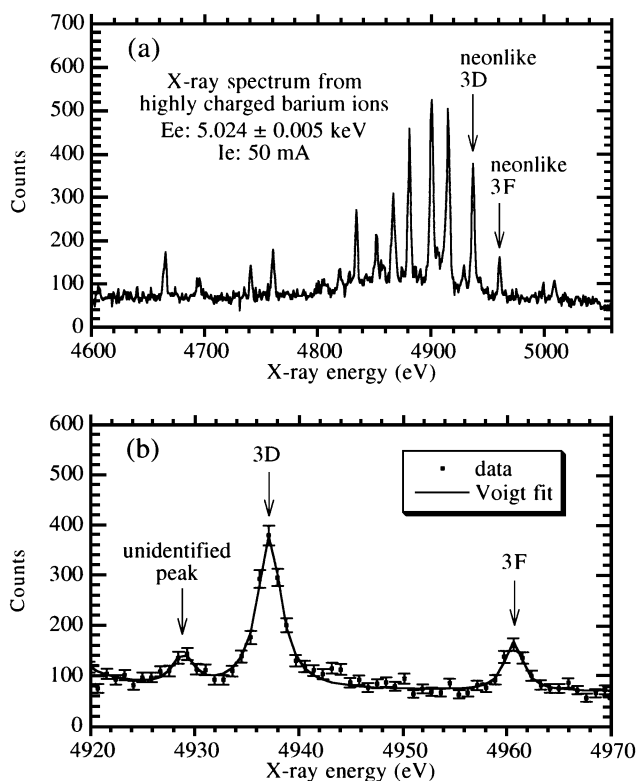 (a)
X-ray spectrum from
highly charged barium ions
Ee: 5.024 ± 0.005 keV
Ie: 50 mA
neonlike
3D
neonlike
3F
Counts
700
600
500
400
300
200
100
0
4600 4700 4800 4900 5000
X-ray energy (eV)
(b)
3D
unidentified
peak
3F
data
Voigt fit
Counts
600
500
400
300
200
100
0
4920 4930 4940 4950 4960 4970
X-ray energy (eV)